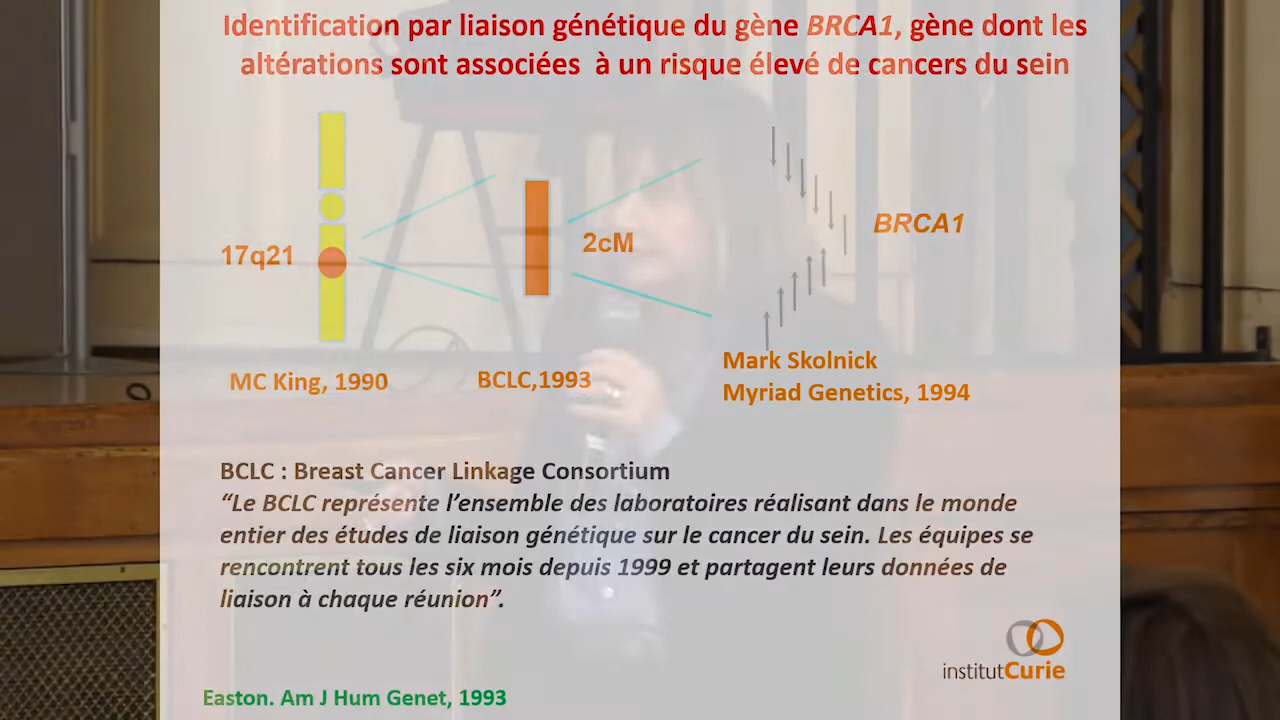 Identification par liaison génétique du gène BRCA1, gène dont les
altérations sont associées à un risque élevé de cancers du sein
17q21
2cM
BRCA1
MC King, 1990
BCLC,1993
Mark Skolnick
Myriad Genetics, 1994
BCLC : Breast Cancer Linkage Consortium
“Le BCLC représente l’ensemble des laboratoires réalisant dans le monde
entier des études de liaison génétique sur le cancer du sein. Les équipes se
rencontrent tous les six mois depuis 1999 et partagent leurs données de
liaison à chaque réunion”.
institutCurie
Easton. Am J Hum Genet, 1993